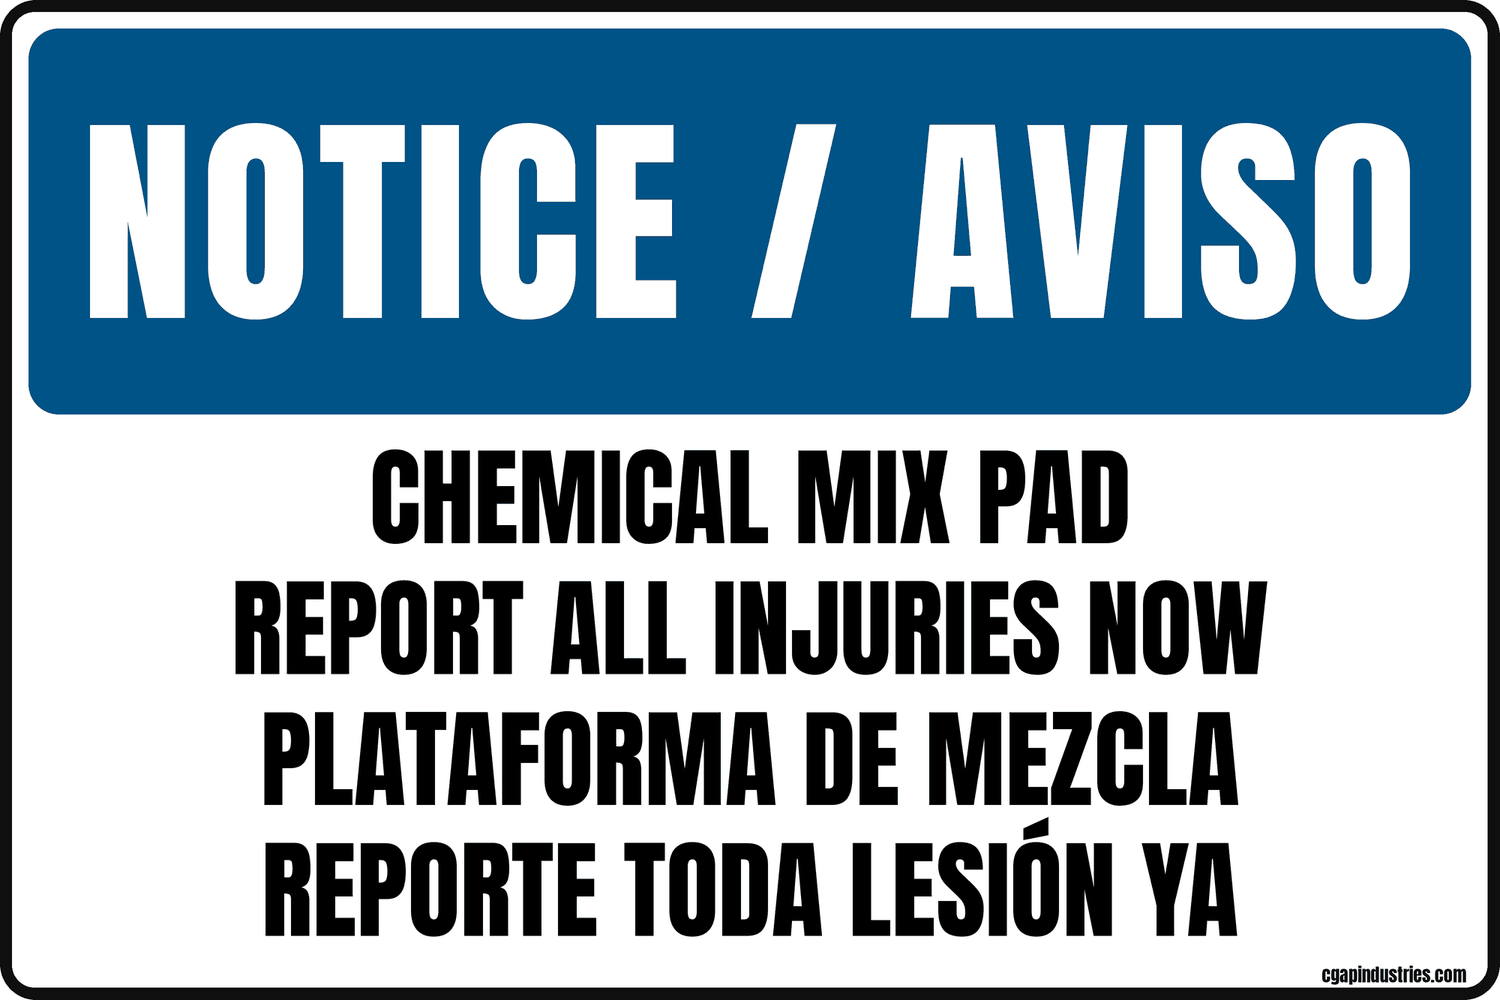 NOTICE / AVISO
CHEMICAL MIX PAD
REPORT ALL INJURIES NOW
PLATAFORMA DE MEZCLA
REPORTE TODA LESIÓN YA
cgapindustries.com